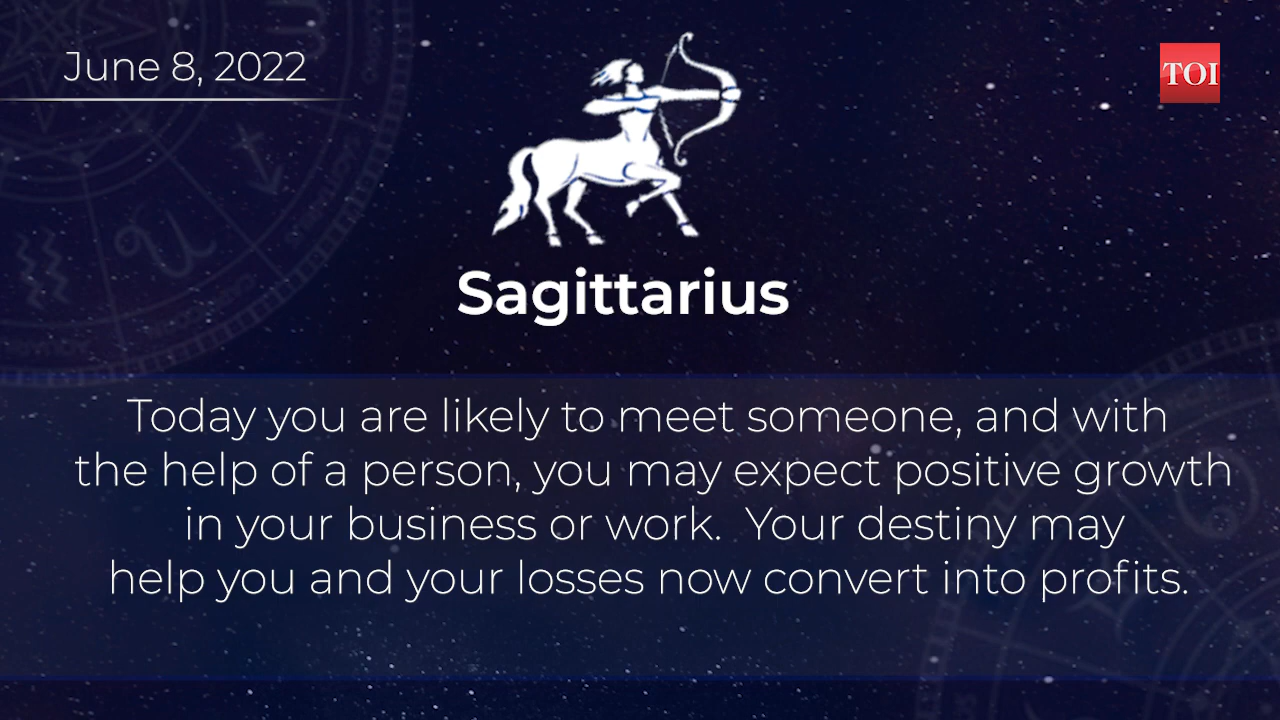 June 8, 2022
TOI
Sagittarius
Today you are likely to meet someone, and with
the help of a person, you may expect positive growth
in your business or work.  Your destiny may
help you and your losses now convert into profits.